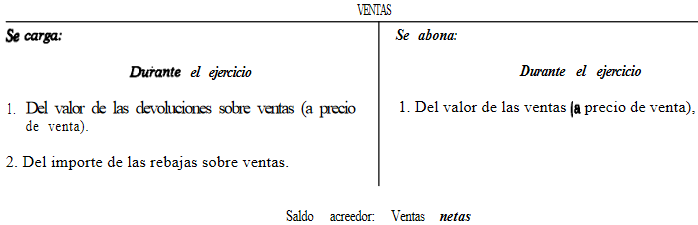 VENTAS
Se carga:
Durante el ejercicio
1. Del valor de las devoluciones sobre ventas (a precio
de venta).
2. Del importe de las rebajas sobre ventas.
Se abona:
Durante el ejercicio
1. Del valor de las ventas (a precio de venta),
Saldo acreedor: Ventas netas